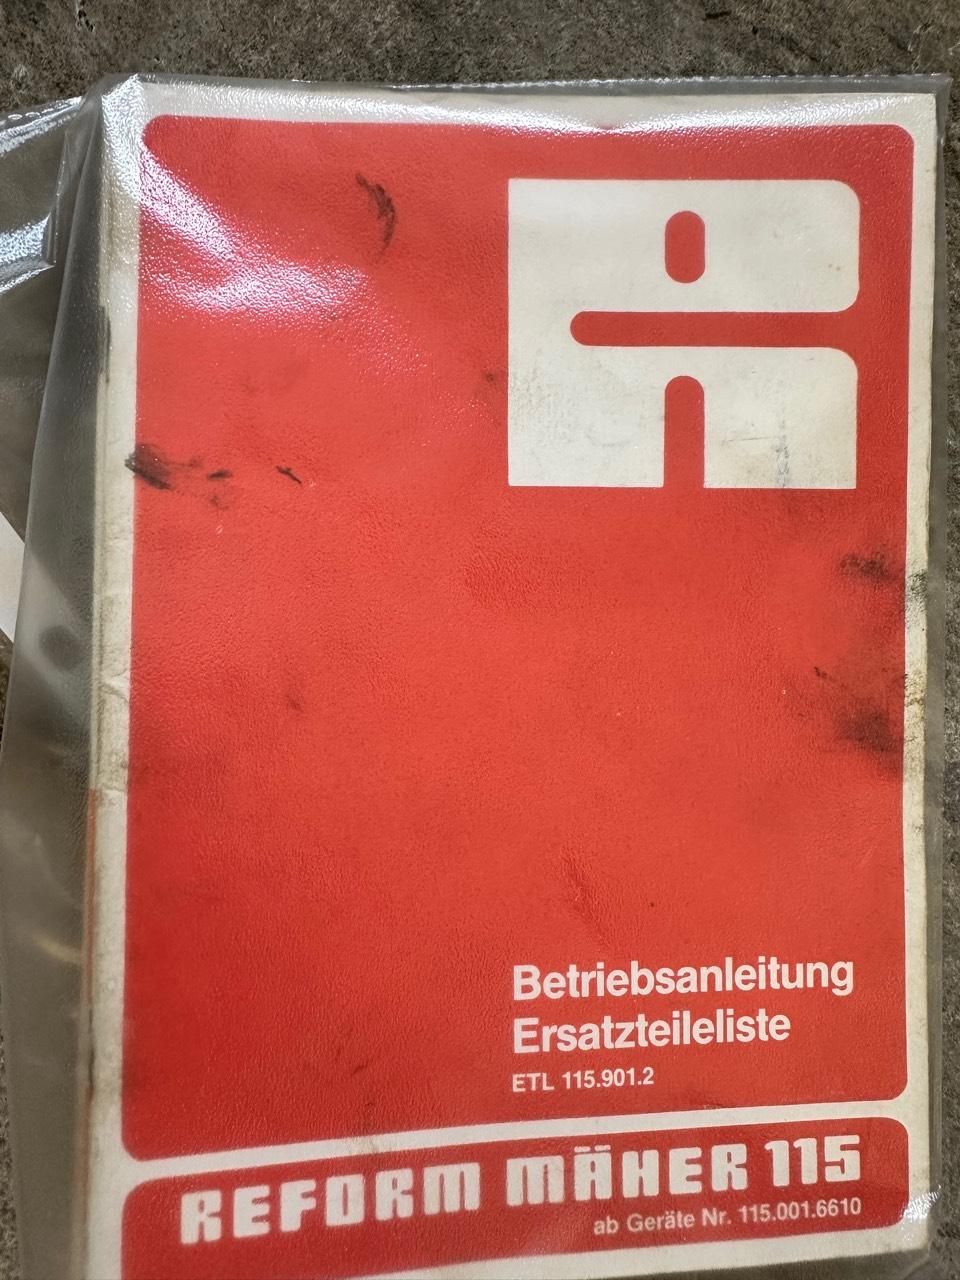 R
Betriebsanleitung
Ersatzteileliste
ETL 115.901.2
REFORM MÄHER 115
ab Geräte Nr. 115.001.6610